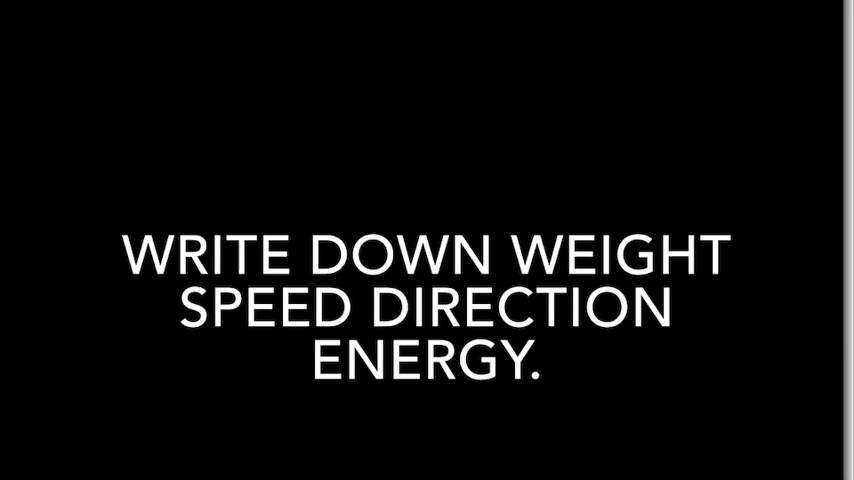 WRITE DOWN WEIGHT
SPEED DIRECTION
ENERGY.